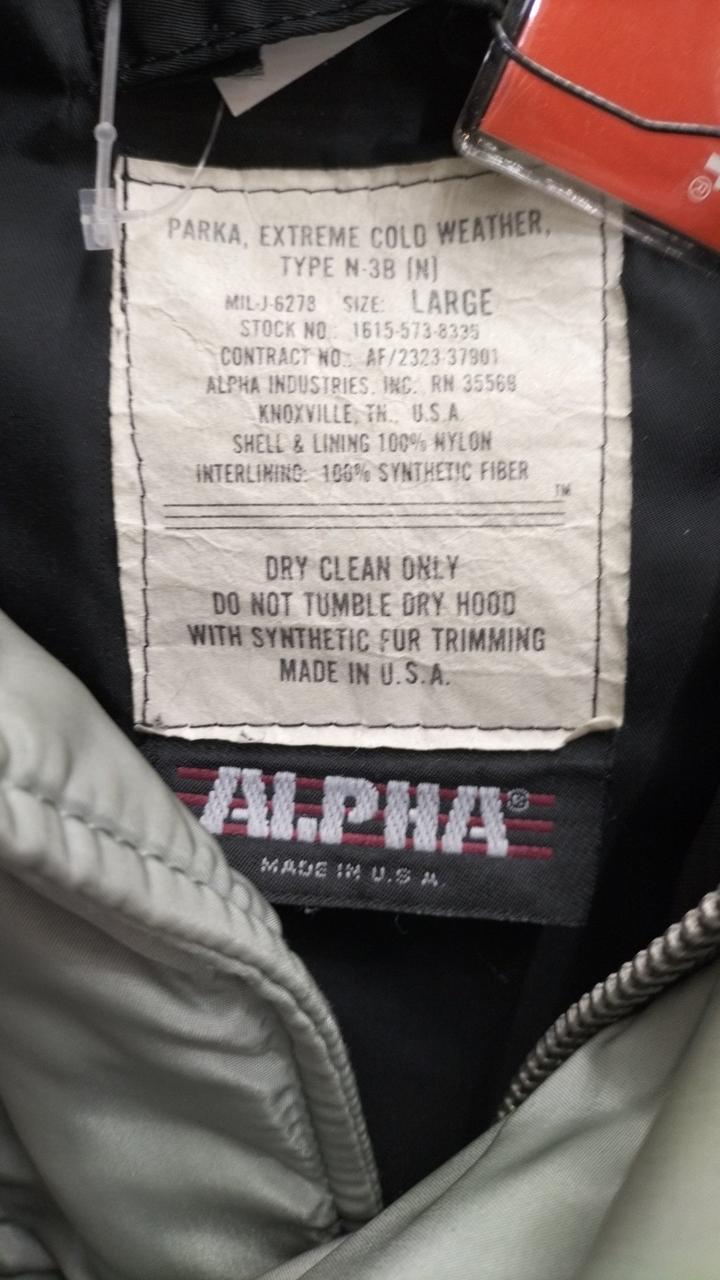 PARKA, EXTREME COLD WEATHER,
TYPE N-3B (N)
MIL-J-6278 SIZE: LARGE
STOCK NO.: 1615-573-8335
CONTRACT NO.: AF/2323-37901
ALPHA INDUSTRIES, INC. RN 35569
KNOXVILLE, TN., U.S.A.
SHELL & LINING 100% NYLON
INTERLINING: 100% SYNTHETIC FIBER
TM
DRY CLEAN ONLY
DO NOT TUMBLE DRY HOOD
WITH SYNTHETIC FUR TRIMMING
MADE IN U.S.A.
ALPHA®
MADE IN U.S.A.
®